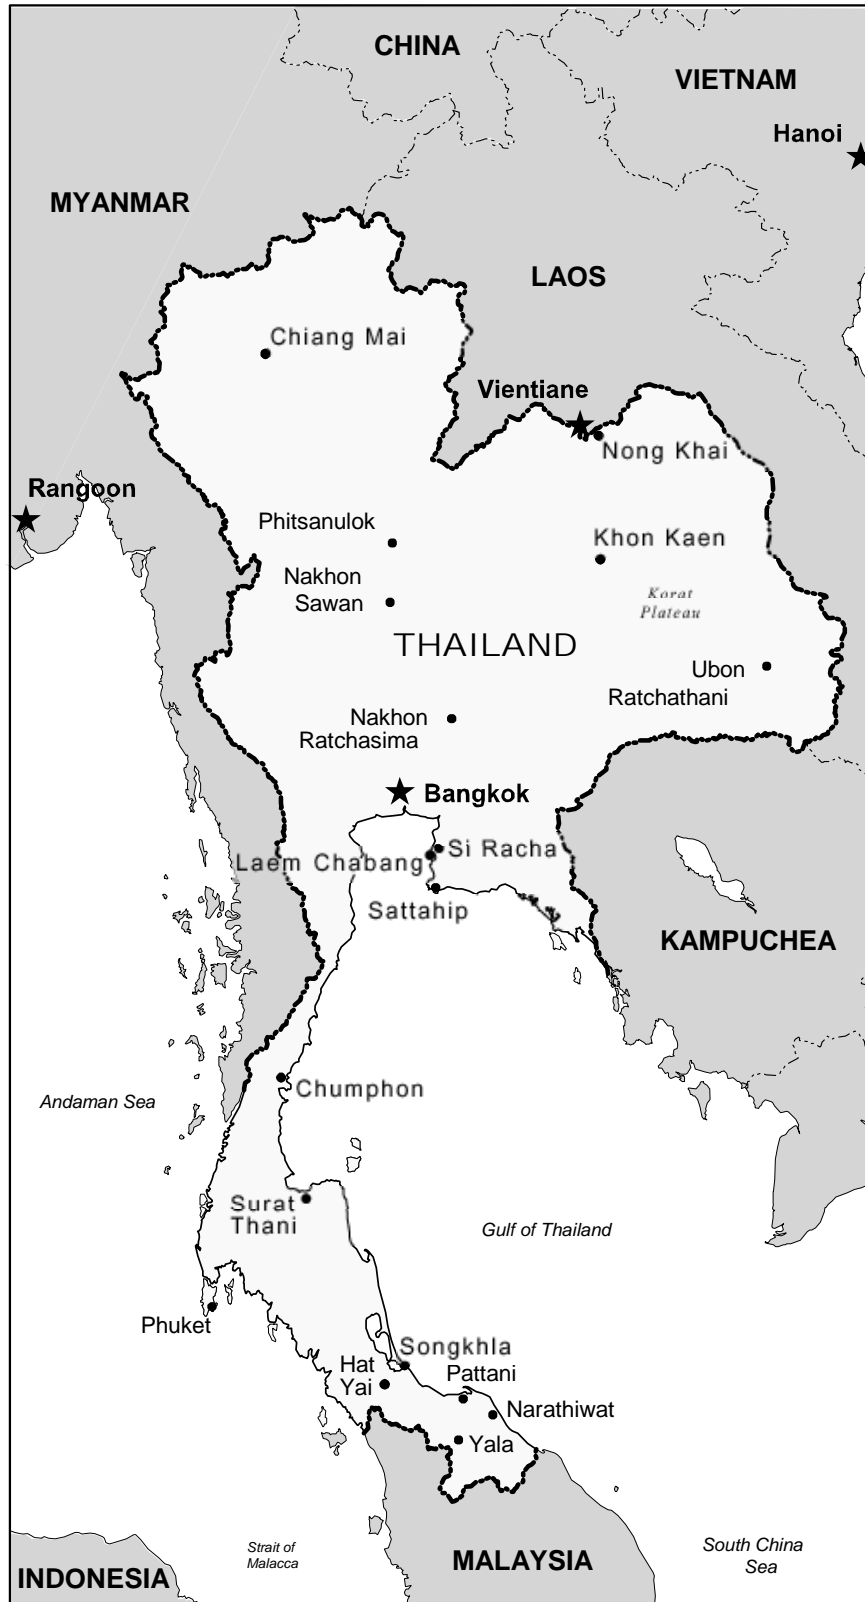 CHINA
VIETNAM
Hanoi
MYANMAR
LAOS
Chiang Mai
Vientiane
Nong Khai
Rangoon
Phitsanulok
Khon Kaen
Nakhon
Sawan
Korat
Plateau
THAILAND
Ubon
Ratchathani
Nakhon
Ratchasima
Bangkok
Si Racha
Laem Chabang
Sattahip
KAMPUCHEA
Chumphon
Andaman Sea
Surat
Thani
Gulf of Thailand
Phuket
Songkhla
Hat
Yai
Pattani
Narathiwat
Yala
Strait of
Malacca
MALAYSIA
South China
Sea
INDONESIA